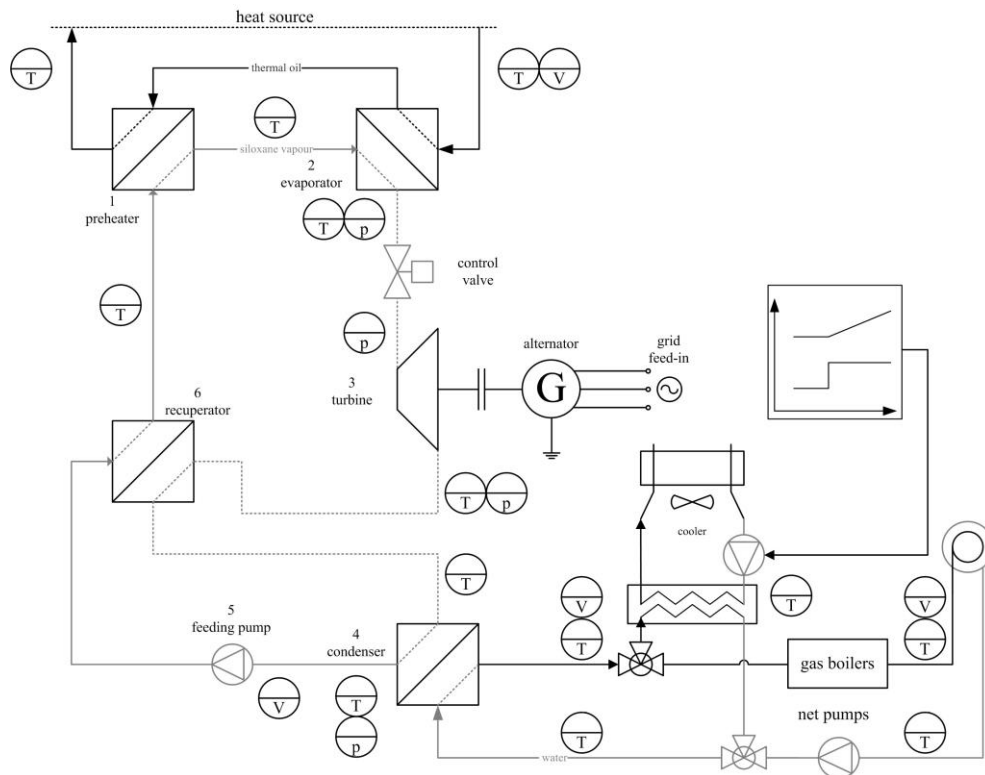 heat source
T
T
V
thermal oil
T
siloxane vapour
1
preheater
2
evaporator
T
p
control
valve
T
p
3
turbine
alternator
G
grid
feed-in
6
recuperator
T
p
cooler
T
T
V
T
V
T
5
feeding pump
4
condenser
gas boilers
V
T
p
net pumps
T
T
water